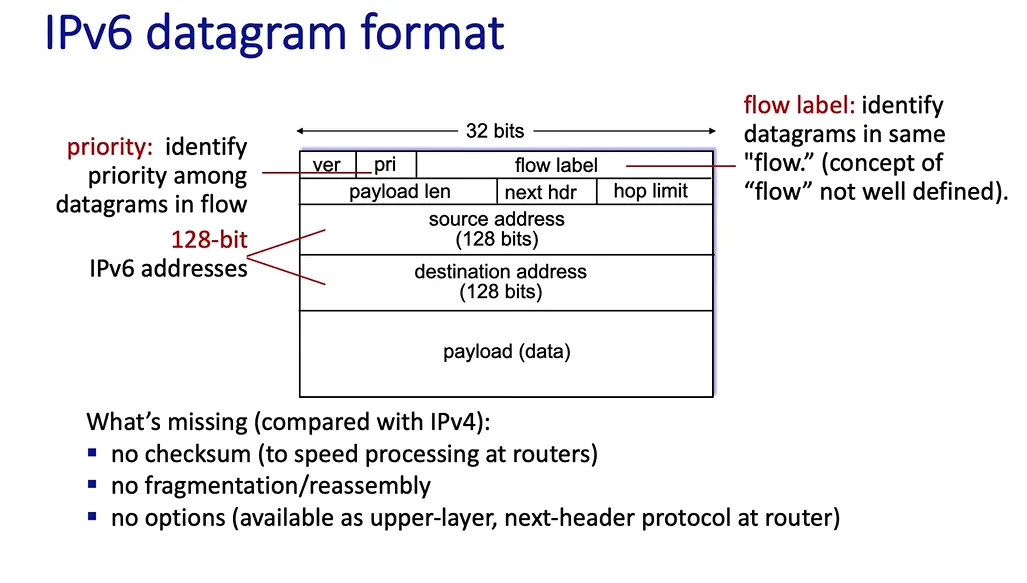 IPv6 datagram format
32 bits
priority: identify
priority among
datagrams in flow
128-bit
IPv6 addresses
flow label: identify
datagrams in same
"flow.” (concept of
“flow” not well defined).
ver pri flow label
payload len next hdr hop limit
source address
(128 bits)
destination address
(128 bits)
payload (data)
What’s missing (compared with IPv4):
▪ no checksum (to speed processing at routers)
▪ no fragmentation/reassembly
▪ no options (available as upper-layer, next-header protocol at router)